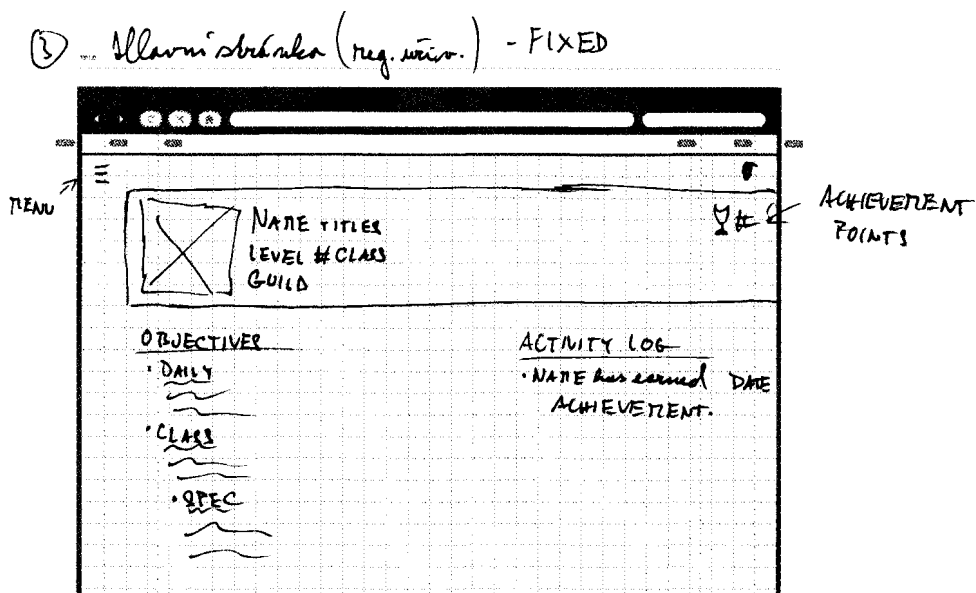 3 ... Hlavní stránka (reg. uživ.) - FIXED
MENU
ACHIEVEMENT
POINTS
#
NAME TITLES
LEVEL # CLASS
GUILD
OBJECTIVES
• DAILY
• CLASS
• SPEC
ACTIVITY LOG
• NAME has earned DATE
ACHIEVEMENT.